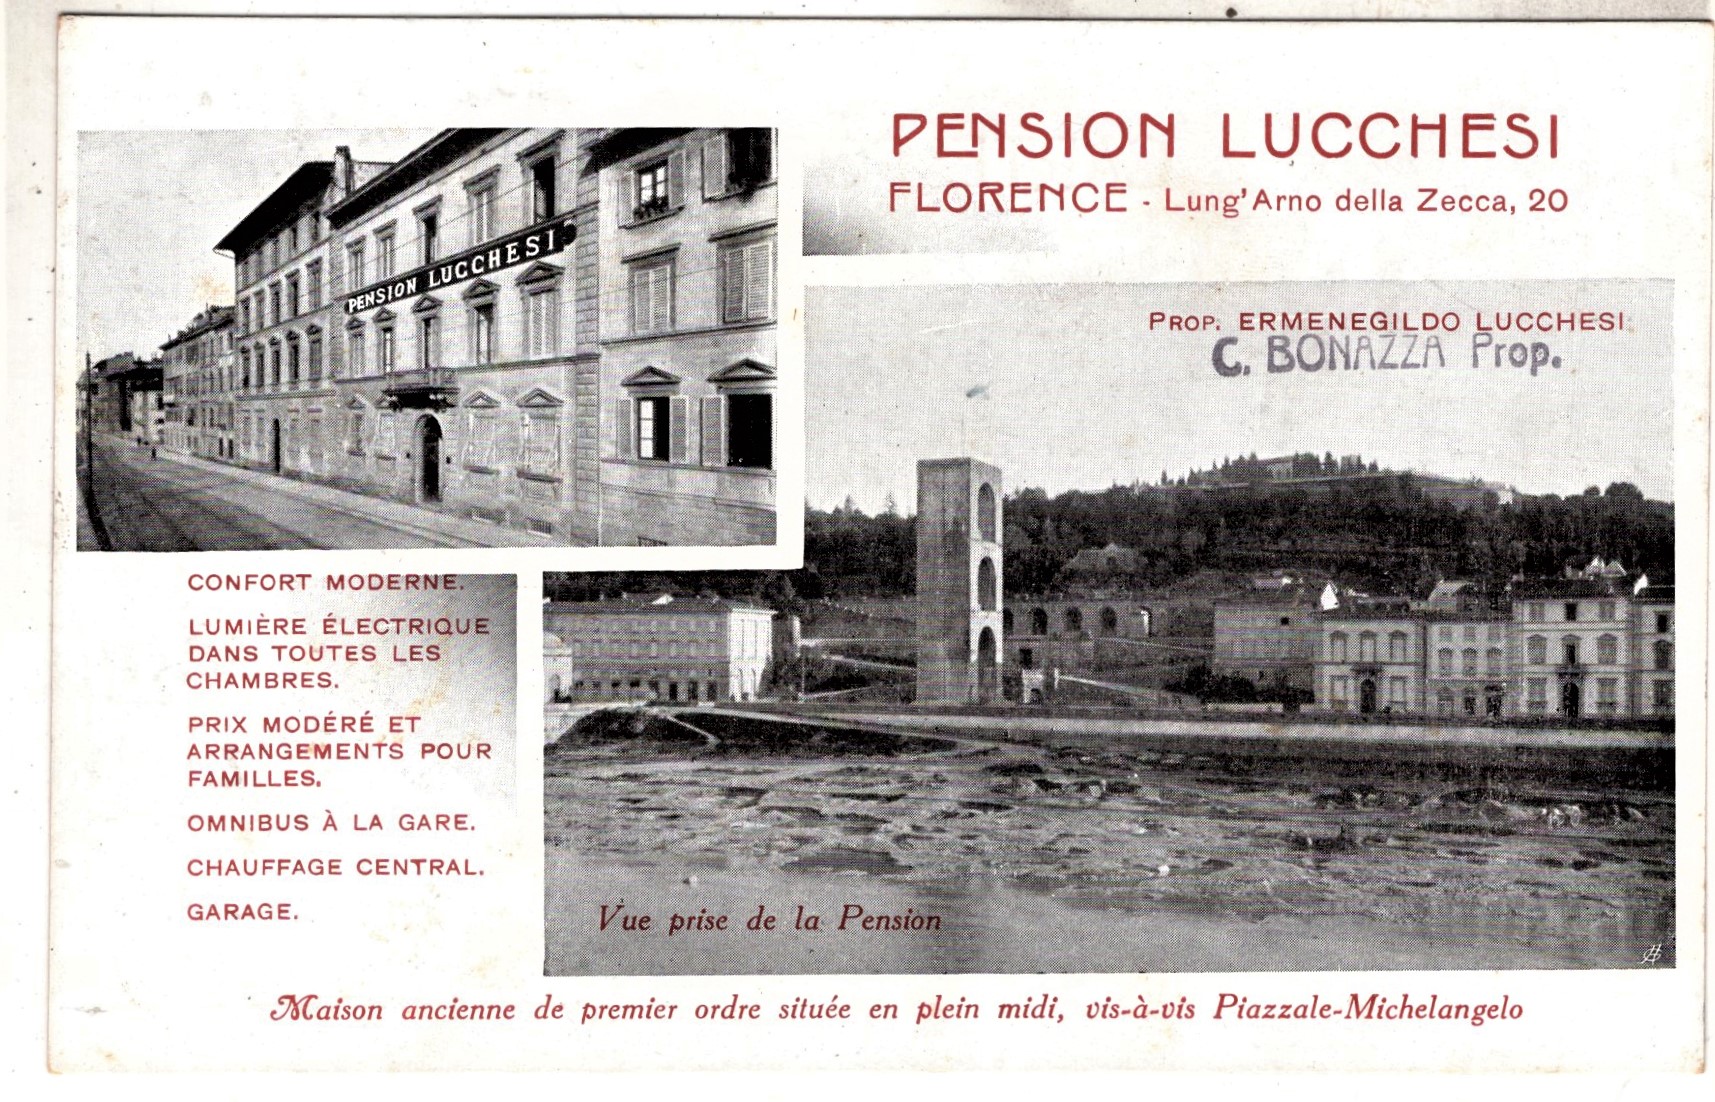 PENSION LUCCHESI
FLORENCE - Lung'Arno della Zecca, 20
PENSION LUCCHESI
PROP. ERMENEGILDO LUCCHESI
C. BONAZZA Prop.
CONFORT MODERNE.
LUMIÈRE ÉLECTRIQUE
DANS TOUTES LES
CHAMBRES.
PRIX MODÉRÉ ET
ARRANGEMENTS POUR
FAMILLES.
OMNIBUS À LA GARE.
CHAUFFAGE CENTRAL.
GARAGE.
Vue prise de la Pension
Maison ancienne de premier ordre située en plein midi, vis-à-vis Piazzale-Michelangelo